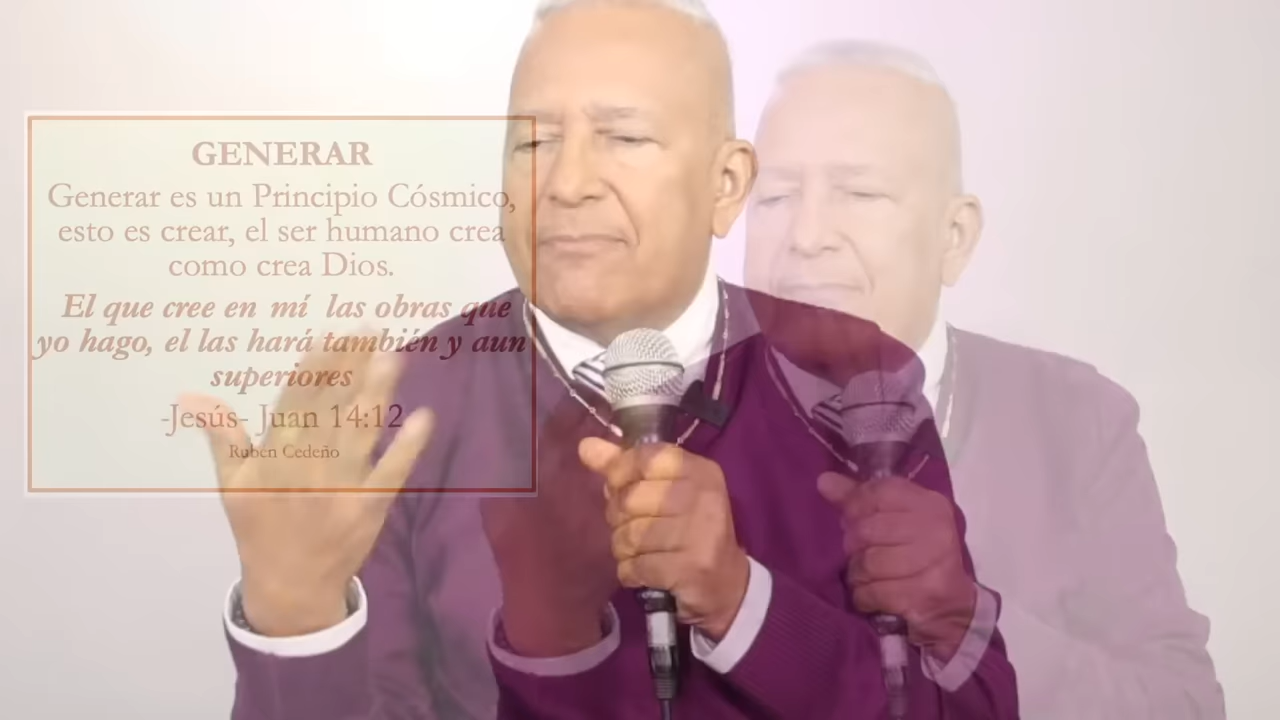 GENERAR
Generar es un Principio Cósmico,
esto es crear, el ser humano crea
como crea Dios.
El que cree en mí las obras que
yo hago, el las hará también y aun
superiores
-Jesús- Juan 14:12
Rubén Cedeño